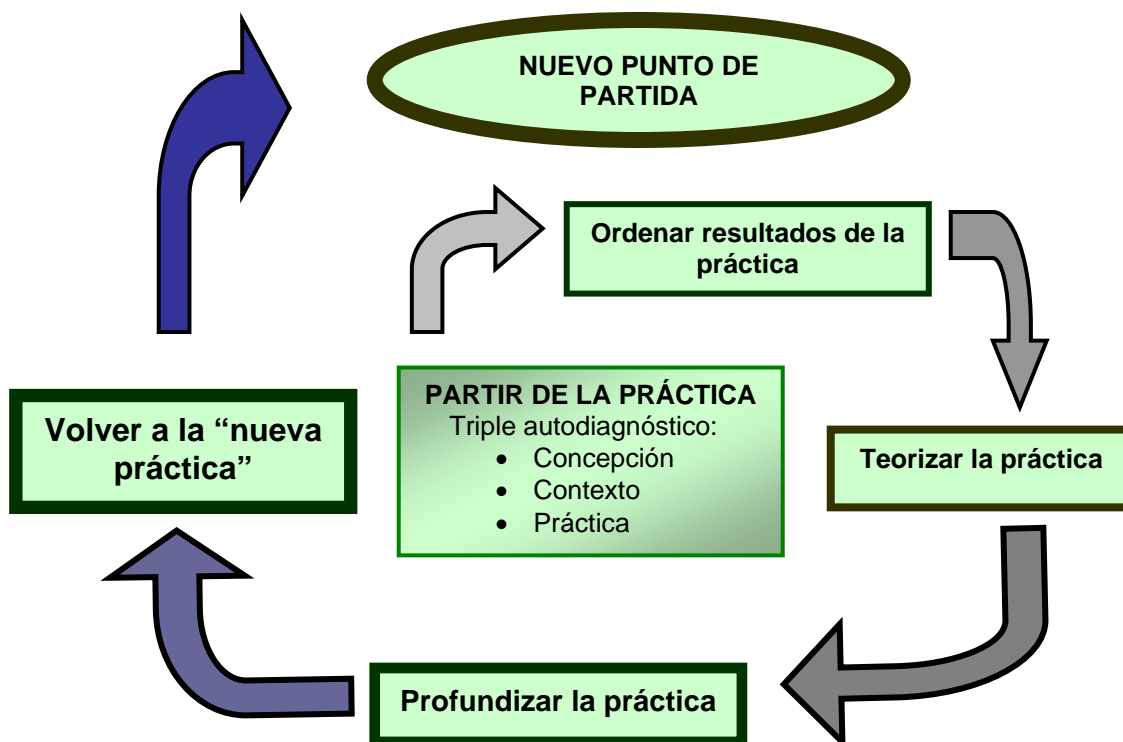 NUEVO PUNTO DE
PARTIDA
Ordenar resultados de la
práctica
PARTIR DE LA PRÁCTICA
Triple autodiagnóstico:
• Concepción
• Contexto
• Práctica
Volver a la “nueva
práctica”
Teorizar la práctica
Profundizar la práctica